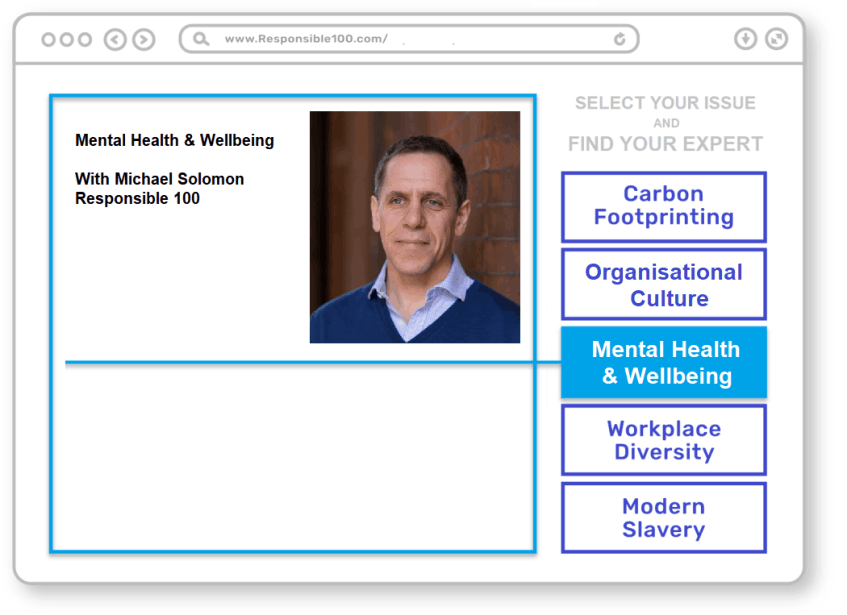 www.Responsible100.com/
Mental Health & Wellbeing
With Michael Solomon
Responsible 100
SELECT YOUR ISSUE
AND
FIND YOUR EXPERT
Carbon
Footprinting
Organisational
Culture
Mental Health
& Wellbeing
Workplace
Diversity
Modern
Slavery